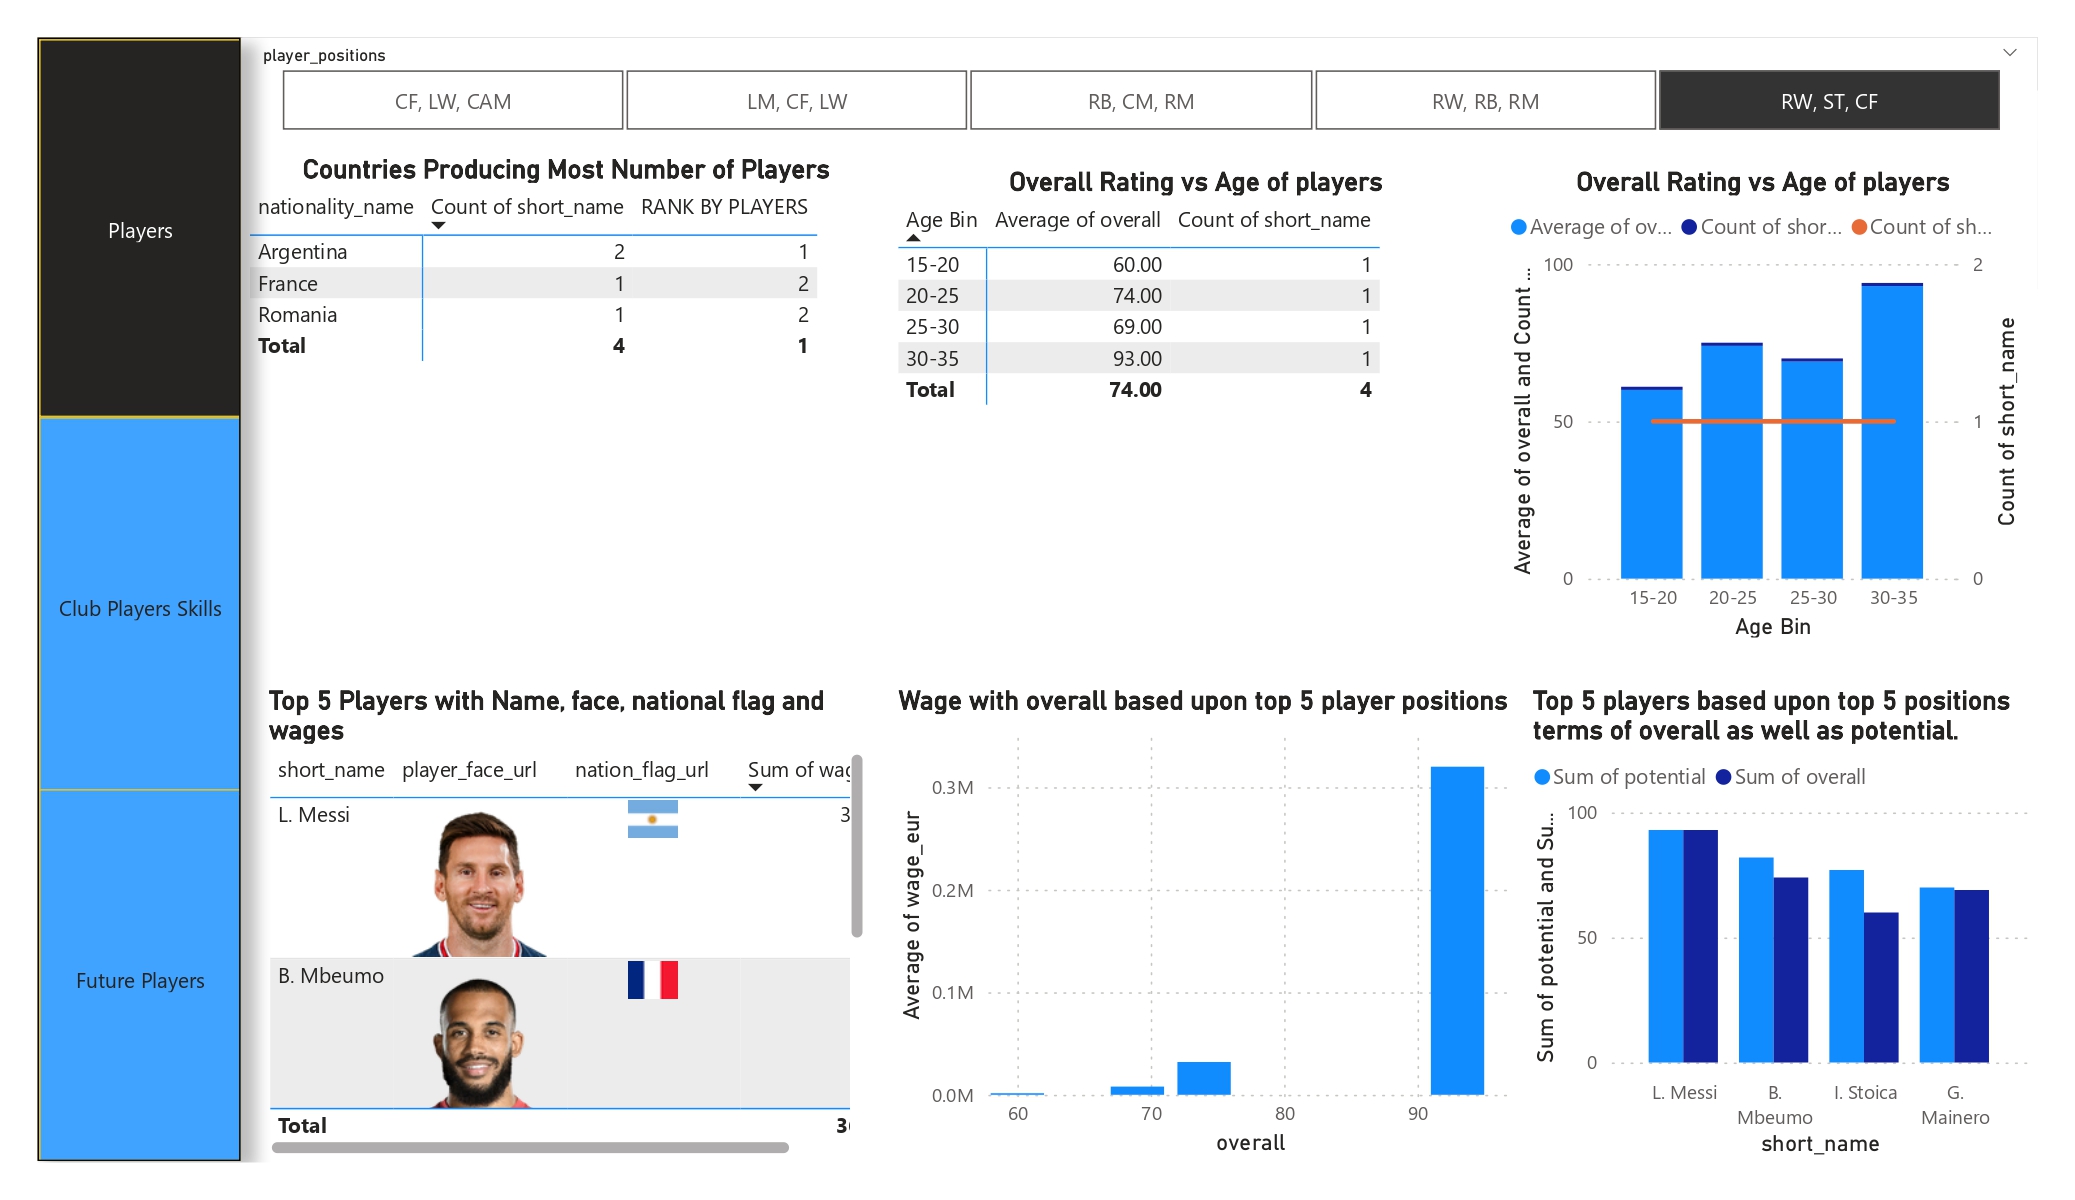 player_positions
CF, LW, CAM
LM, CF, LW
RB, CM, RM
RW, RB, RM
RW, ST, CF
Players
Club Players Skills
Future Players
Countries Producing Most Number of Players
nationality_name Count of short_name RANK BY PLAYERS
Argentina 2 1
France 1 2
Romania 1 2
Total 4 1
Overall Rating vs Age of players
Age Bin Average of overall Count of short_name
15-20 60.00 1
20-25 74.00 1
25-30 69.00 1
30-35 93.00 1
Total 74.00 4
Overall Rating vs Age of players
Average of ov... Count of shor... Count of sh...
Average of overall and Count ...
100
50
0
2
1
0
Count of short_name
15-20 20-25 25-30 30-35
Age Bin
Top 5 Players with Name, face, national flag and
wages
short_name player_face_url nation_flag_url Sum of wag
L. Messi 3
B. Mbeumo
Total 3
Wage with overall based upon top 5 player positions
Average of wage_eur
0.3M
0.2M
0.1M
0.0M
60 70 80 90
overall
Top 5 players based upon top 5 positions
terms of overall as well as potential.
Sum of potential Sum of overall
Sum of potential and Su...
100
50
0
L. Messi B. Mbeumo I. Stoica G. Mainero
short_name